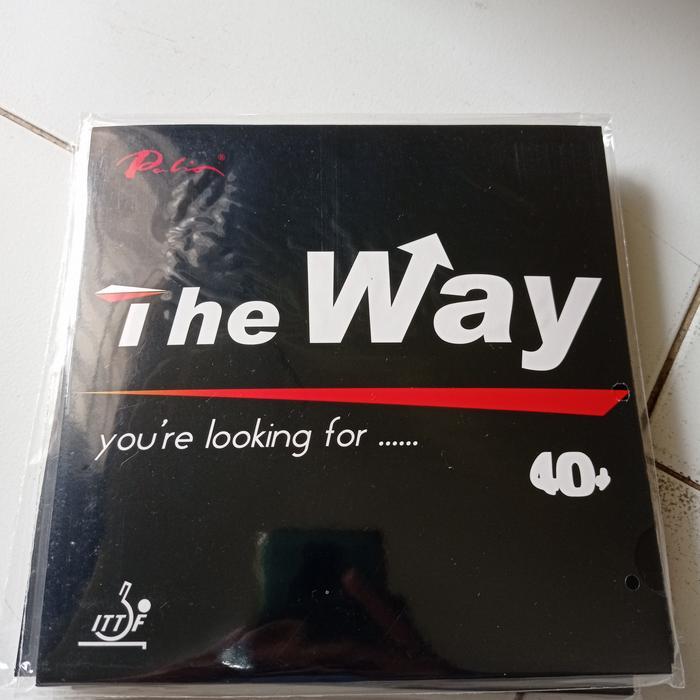 Palio®
The Way
you're looking for ......
40+
ITTF